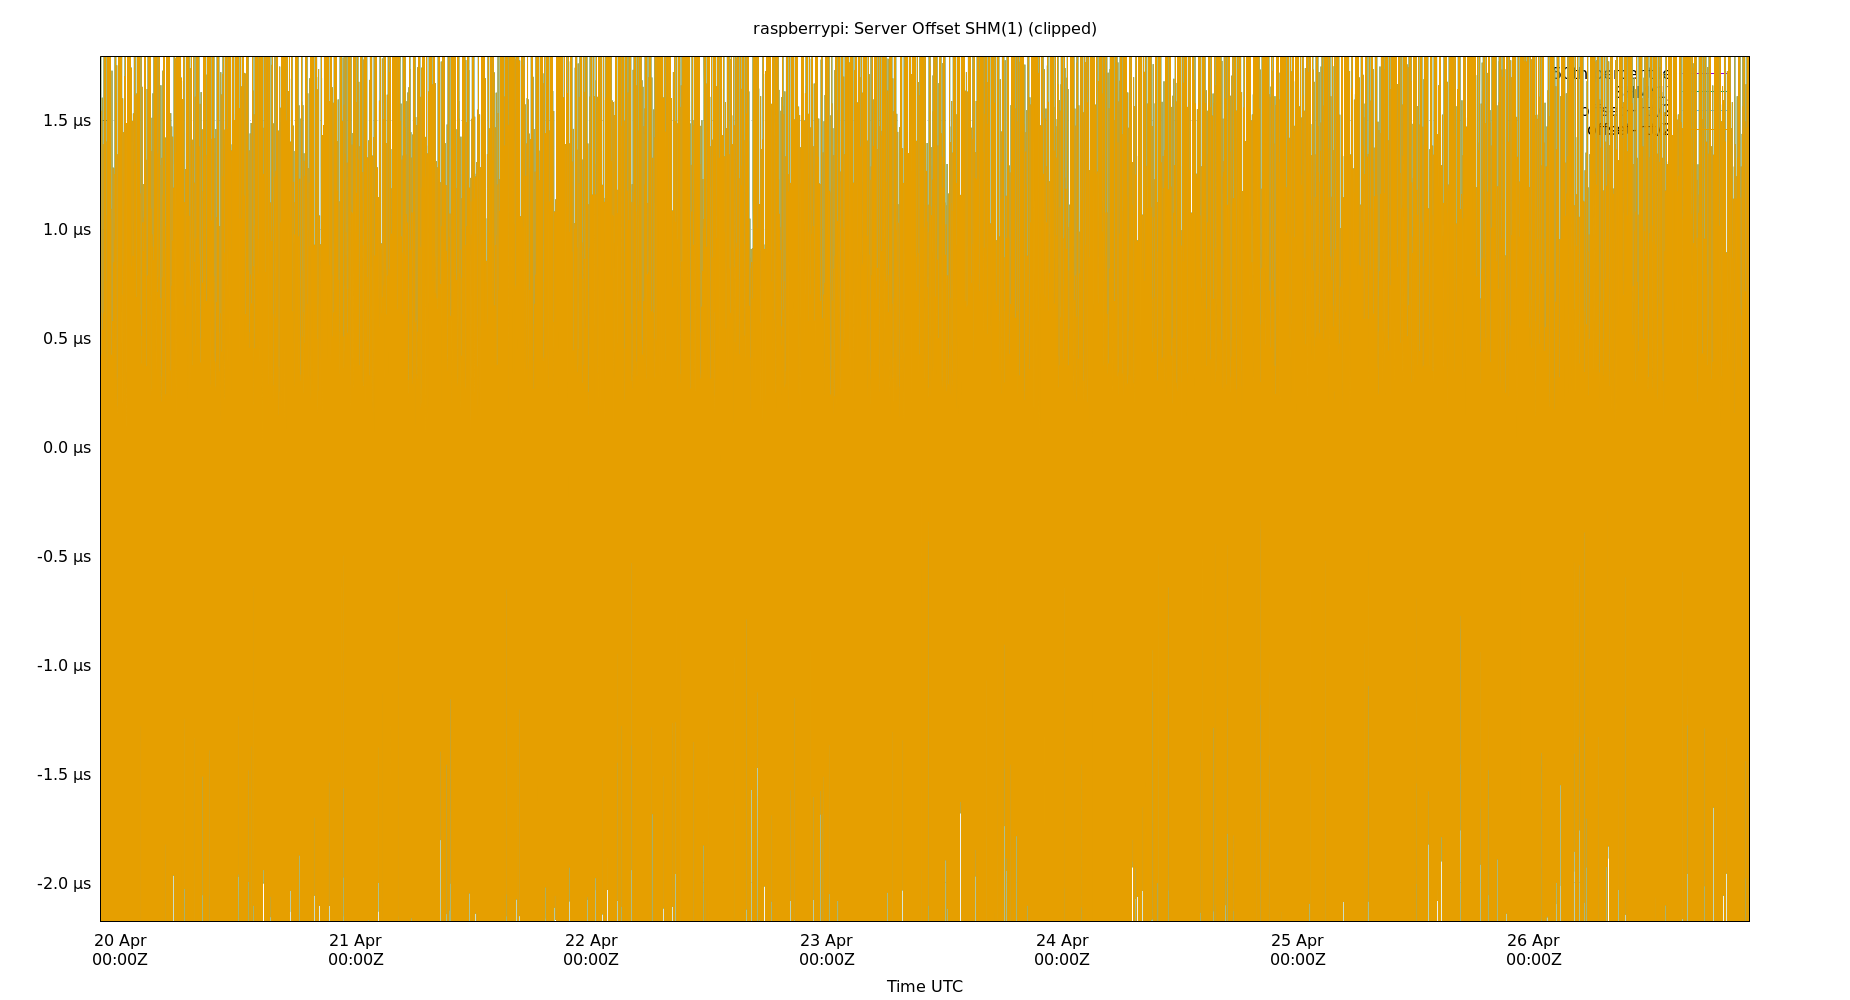 raspberrypi: Server Offset SHM(1) (clipped)
1.5 µs
1.0 µs
0.5 µs
0.0 µs
-0.5 µs
-1.0 µs
-1.5 µs
-2.0 µs
20 Apr 21 Apr 22 Apr 23 Apr 24 Apr 25 Apr 26 Apr
00:00Z 00:00Z 00:00Z 00:00Z 00:00Z 00:00Z 00:00Z
Time UTC